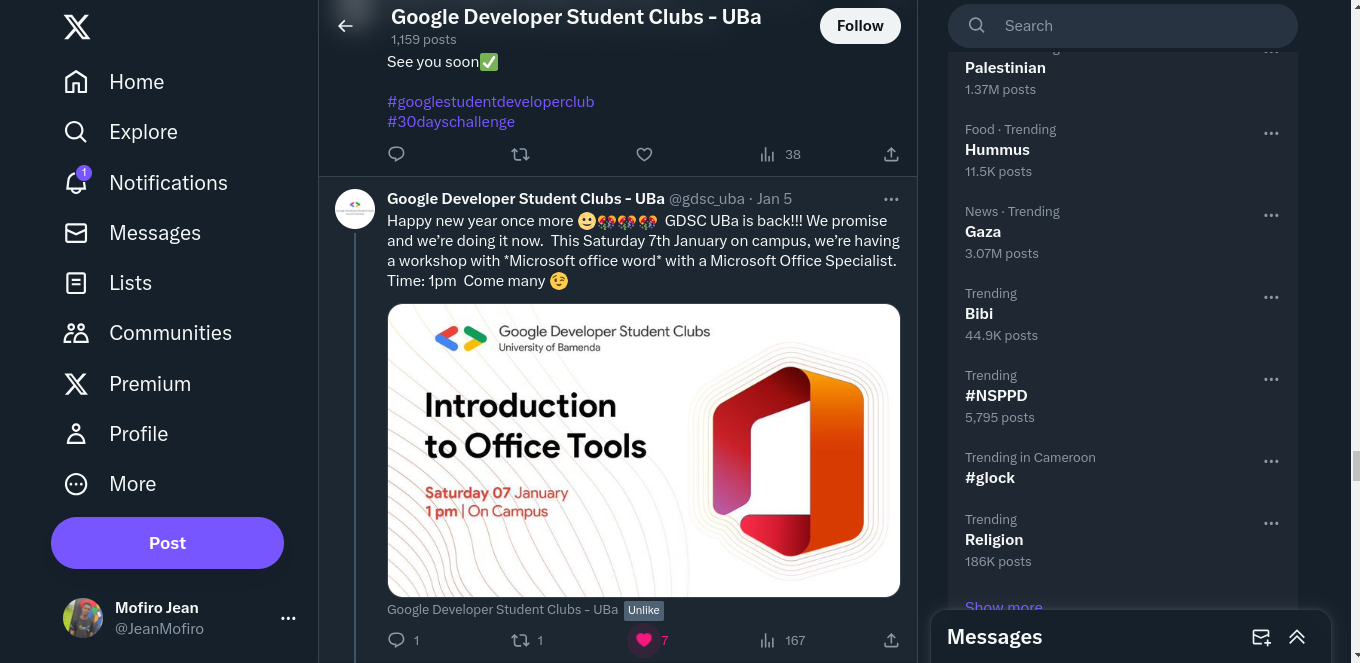 Home
Explore
1
Notifications
Messages
Lists
Communities
Premium
Profile
More
Post
Mofiro Jean
@JeanMofiro
Google Developer Student Clubs - UBa
1,159 posts
Follow
See you soon✅
#googlestudentdeveloperclub
#30dayschallenge
38
Google Developer Student Clubs - UBa @gdsc_uba · Jan 5
Happy new year once more 😀🎇🎇🎇 GDSC UBa is back!!! We promise
and we’re doing it now.  This Saturday 7th January on campus, we’re having
a workshop with *Microsoft office word* with a Microsoft Office Specialist.
Time: 1pm  Come many 😉
Google Developer Student Clubs
University of Bamenda
Introduction
to Office Tools
Saturday 07 January
1 pm | On Campus
Google Developer Student Clubs - UBa
Unlike
1
1
7
167
Search
Palestinian
1.37M posts
Food · Trending
Hummus
11.5K posts
News · Trending
Gaza
3.07M posts
Trending
Bibi
44.9K posts
Trending
#NSPPD
5,795 posts
Trending in Cameroon
#glock
Trending
Religion
186K posts
Show more
Messages